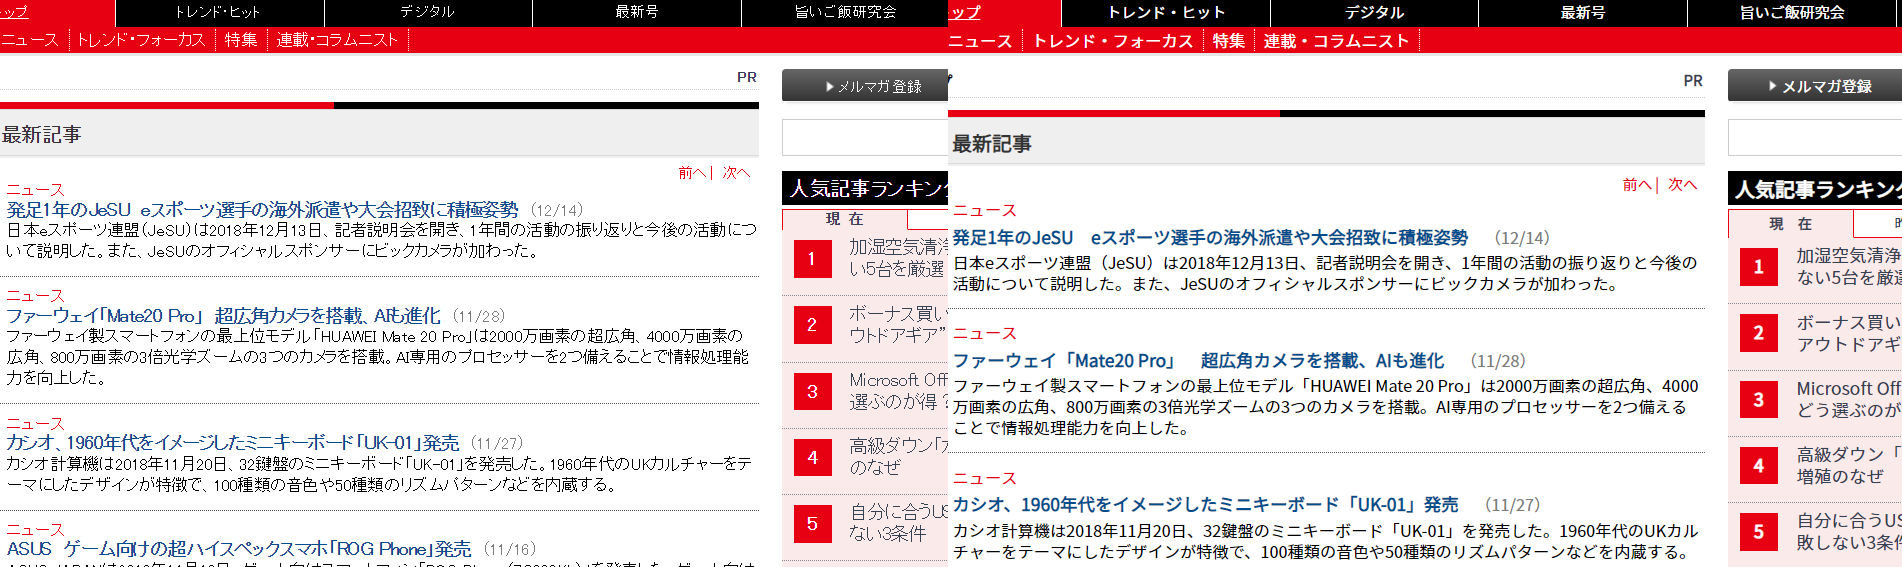 トップ トレンド・ヒット デジタル 最新号 旨いご飯研究会
ニュース トレンド・フォーカス 特集 連載・コラムニスト
PR
メルマガ登録
最新記事
前へ| 次へ
ニュース
発足1年のJeSU　eスポーツ選手の海外派遣や大会招致に積極姿勢 （12/14）
日本eスポーツ連盟（JeSU）は2018年12月13日、記者説明会を開き、1年間の活動の振り返りと今後の活動につ
いて説明した。また、JeSUのオフィシャルスポンサーにビックカメラが加わった。
ニュース
ファーウェイ「Mate20 Pro」　超広角カメラを搭載、AIも進化 （11/28）
ファーウェイ製スマートフォンの最上位モデル「HUAWEI Mate 20 Pro」は2000万画素の超広角、4000万画素の
広角、800万画素の3倍光学ズームの3つのカメラを搭載。AI専用のプロセッサーを2つ備えることで情報処理能
力を向上した。
ニュース
カシオ、1960年代をイメージしたミニキーボード「UK-01」発売 （11/27）
カシオ計算機は2018年11月20日、32鍵盤のミニキーボード「UK-01」を発売した。1960年代のUKカルチャーをテ
ーマにしたデザインが特徴で、100種類の音色や50種類のリズムパターンなどを内蔵する。
ニュース
ASUS　ゲーム向けの超ハイスペックスマホ「ROG Phone」発売 （11/16）
人気記事ランキン
現 在
1 加湿空気清浄
い5台を厳選
2 ボーナス買い
ウトドアギア”
3 Microsoft Off
選ぶのが得？
4 高級ダウン「カ
のなぜ
5 自分に合うUS
ない3条件
ップ トレンド・ヒット デジタル 最新号 旨いご飯研究会
ニュース トレンド・フォーカス 特集 連載・コラムニスト
プ
PR
メルマガ登録
最新記事
前へ| 次へ
ニュース
発足1年のJeSU　eスポーツ選手の海外派遣や大会招致に積極姿勢 （12/14）
日本eスポーツ連盟（JeSU）は2018年12月13日、記者説明会を開き、1年間の活動の振り返りと今後の
活動について説明した。また、JeSUのオフィシャルスポンサーにビックカメラが加わった。
ニュース
ファーウェイ「Mate20 Pro」　超広角カメラを搭載、AIも進化 （11/28）
ファーウェイ製スマートフォンの最上位モデル「HUAWEI Mate 20 Pro」は2000万画素の超広角、4000
万画素の広角、800万画素の3倍光学ズームの3つのカメラを搭載。AI専用のプロセッサーを2つ備える
ことで情報処理能力を向上した。
ニュース
カシオ、1960年代をイメージしたミニキーボード「UK-01」発売 （11/27）
カシオ計算機は2018年11月20日、32鍵盤のミニキーボード「UK-01」を発売した。1960年代のUKカル
チャーをテーマにしたデザインが特徴で、100種類の音色や50種類のリズムパターンなどを内蔵する。
人気記事ランキング
現 在
1 加湿空気清浄
ない5台を厳選
2 ボーナス買い
アウトドアギ
3 Microsoft Off
どう選ぶのが
4 高級ダウン「
増殖のなぜ
5 自分に合うUS
敗しない3条件